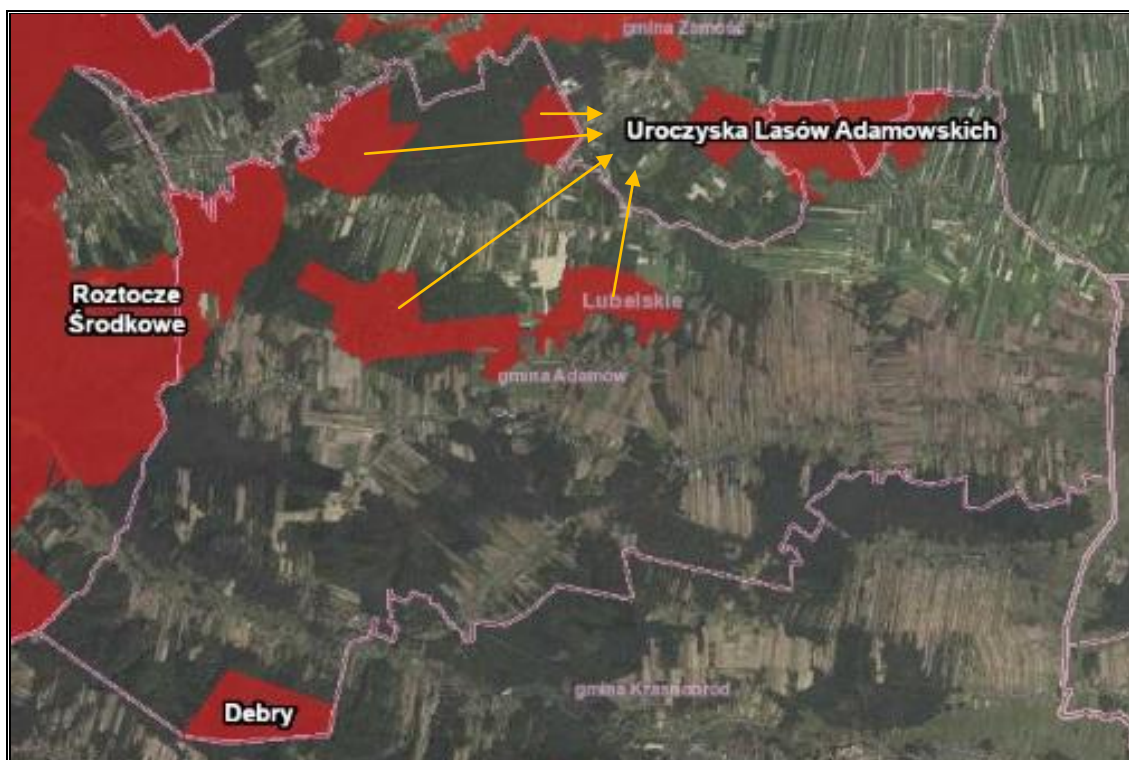 gmina Zamość
Uroczyska Lasów Adamowskich
Roztocze
Środkowe
Lubelskie
gmina Adamów
gmina Krasnobród
Debry